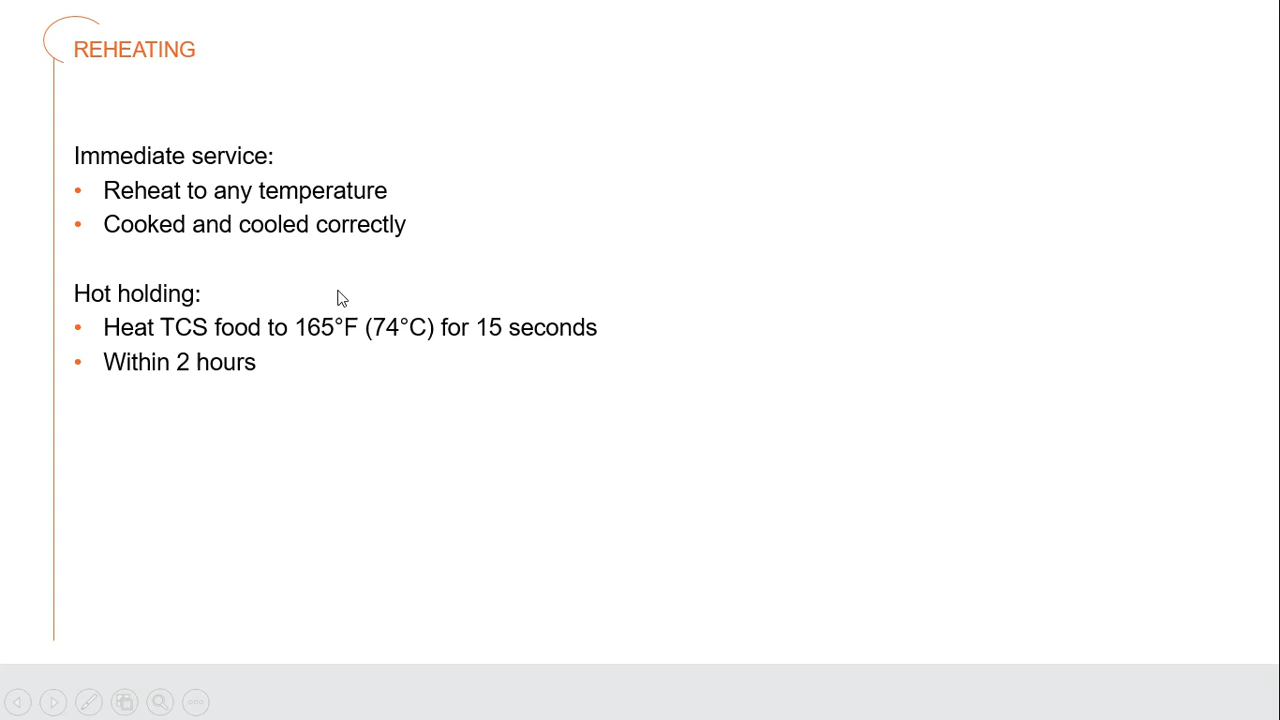 REHEATING
Immediate service:
• Reheat to any temperature
• Cooked and cooled correctly
Hot holding:
• Heat TCS food to 165°F (74°C) for 15 seconds
• Within 2 hours